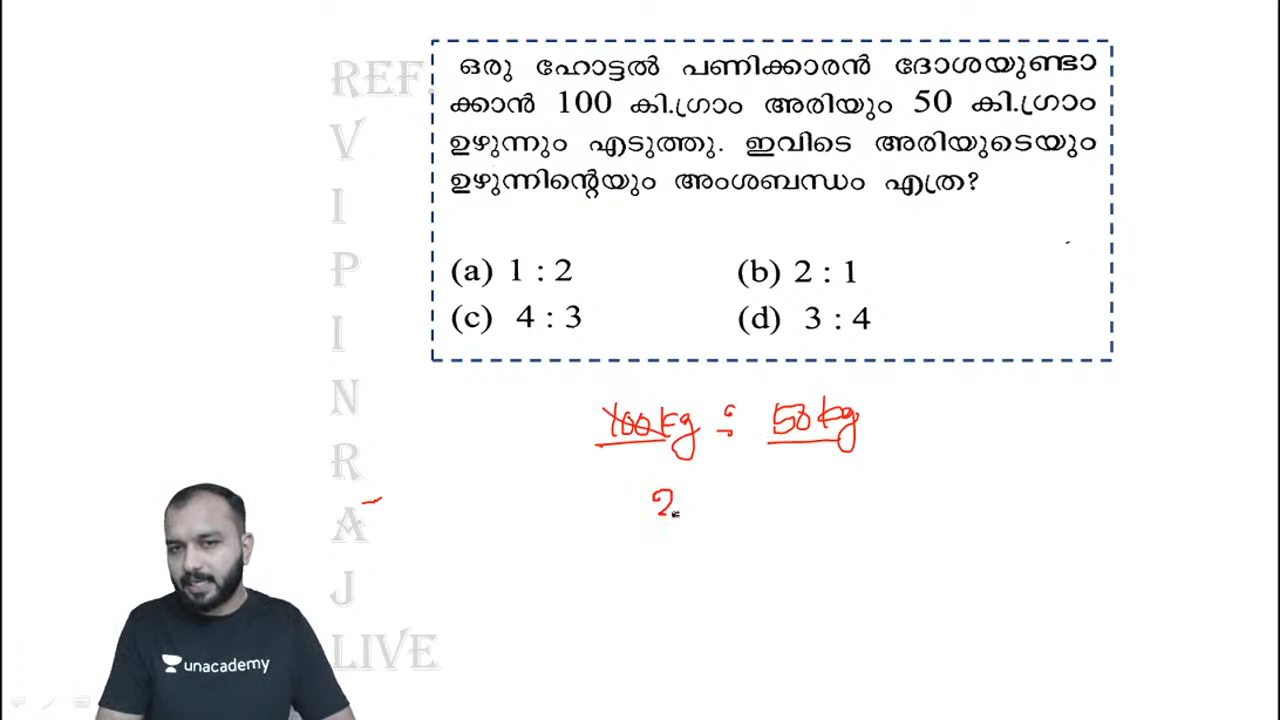 REF.
V
I
P
I
N
R
A
J
LIVE
ഒരു ഹോട്ടൽ പണിക്കാരൻ ദോശയുണ്ടാ
ക്കാൻ 100 കി.ഗ്രാം അരിയും 50 കി.ഗ്രാം
ഉഴുന്നും എടുത്തു. ഇവിടെ അരിയുടെയും
ഉഴുന്നിന്റെയും അംശബന്ധം എത്ര?
(a) 1 : 2 (b) 2 : 1
(c) 4 : 3 (d) 3 : 4
100kg : 50kg
2
unacademy